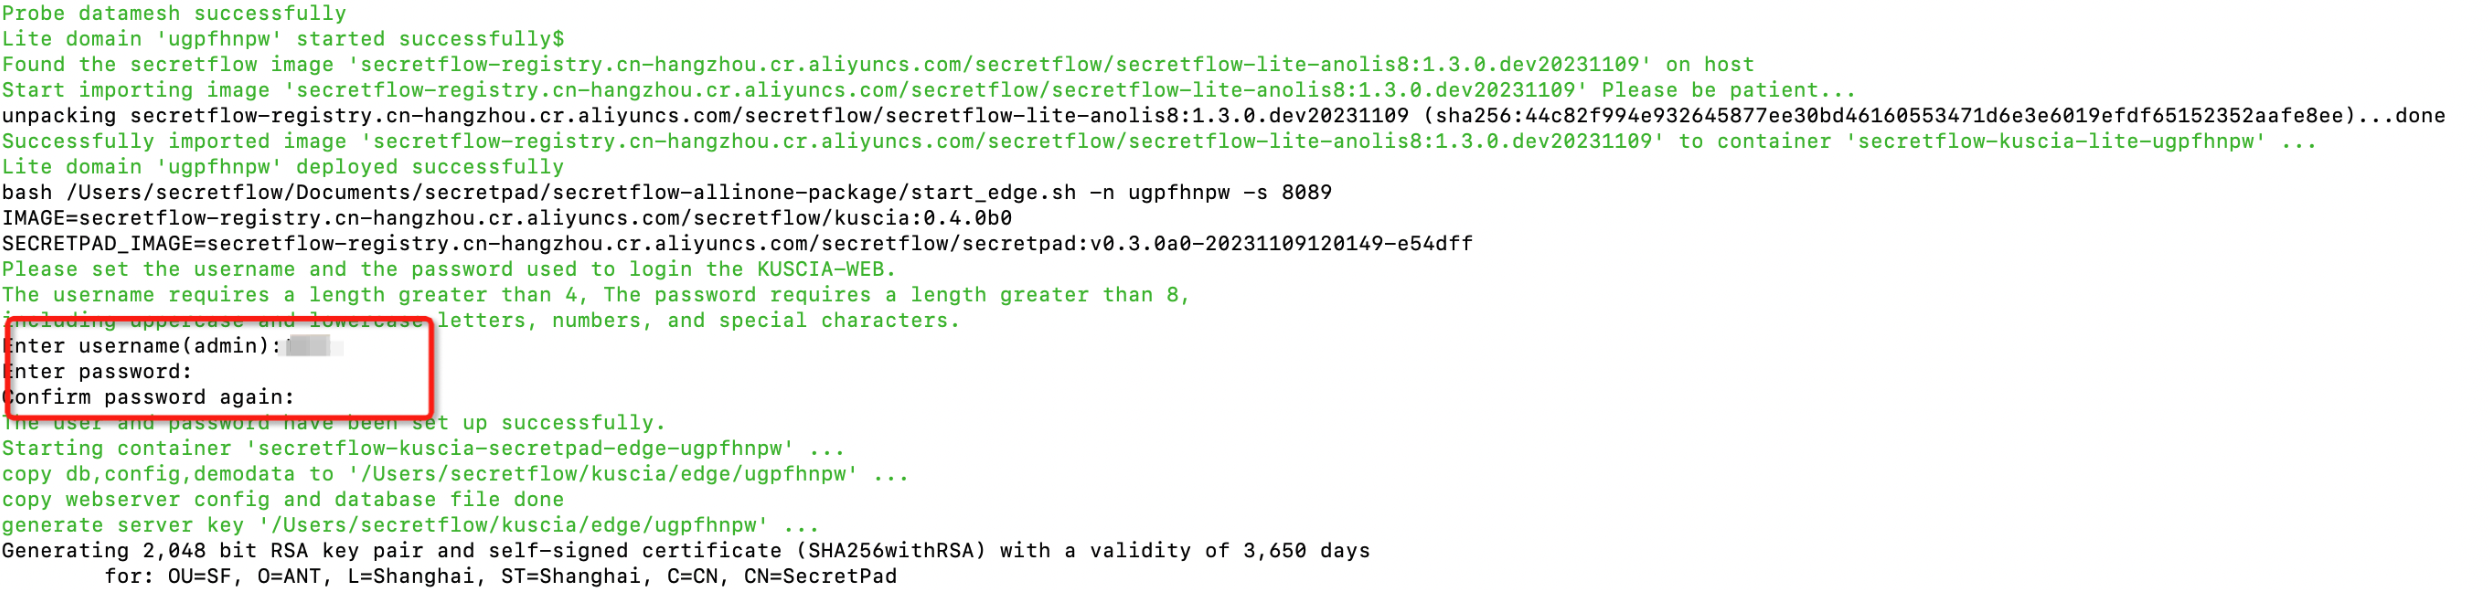 Probe datamesh successfully
Lite domain 'ugpfhnpw' started successfully$
Found the secretflow image 'secretflow-registry.cn-hangzhou.cr.aliyuncs.com/secretflow/secretflow-lite-anolis8:1.3.0.dev20231109' on host
Start importing image 'secretflow-registry.cn-hangzhou.cr.aliyuncs.com/secretflow/secretflow-lite-anolis8:1.3.0.dev20231109' Please be patient...
unpacking secretflow-registry.cn-hangzhou.cr.aliyuncs.com/secretflow/secretflow-lite-anolis8:1.3.0.dev20231109 (sha256:44c82f994e932645877ee30bd46160553471d6e3e6019efdf65152352aafe8ee)...done
Successfully imported image 'secretflow-registry.cn-hangzhou.cr.aliyuncs.com/secretflow/secretflow-lite-anolis8:1.3.0.dev20231109' to container 'secretflow-kuscia-lite-ugpfhnpw' ...
Lite domain 'ugpfhnpw' deployed successfully
bash /Users/secretflow/Documents/secretpad/secretflow-allinone-package/start_edge.sh -n ugpfhnpw -s 8089
IMAGE=secretflow-registry.cn-hangzhou.cr.aliyuncs.com/secretflow/kuscia:0.4.0b0
SECRETPAD_IMAGE=secretflow-registry.cn-hangzhou.cr.aliyuncs.com/secretflow/secretpad:v0.3.0a0-20231109120149-e54dff
Please set the username and the password used to login the KUSCIA-WEB.
The username requires a length greater than 4, The password requires a length greater than 8,
including uppercase and lowercase letters, numbers, and special characters.
Enter username(admin):
Enter password:
Confirm password again:
The user and password have been set up successfully.
Starting container 'secretflow-kuscia-secretpad-edge-ugpfhnpw' ...
copy db,config,demodata to '/Users/secretflow/kuscia/edge/ugpfhnpw' ...
copy webserver config and database file done
generate server key '/Users/secretflow/kuscia/edge/ugpfhnpw' ...
Generating 2,048 bit RSA key pair and self-signed certificate (SHA256withRSA) with a validity of 3,650 days
for: OU=SF, O=ANT, L=Shanghai, ST=Shanghai, C=CN, CN=SecretPad